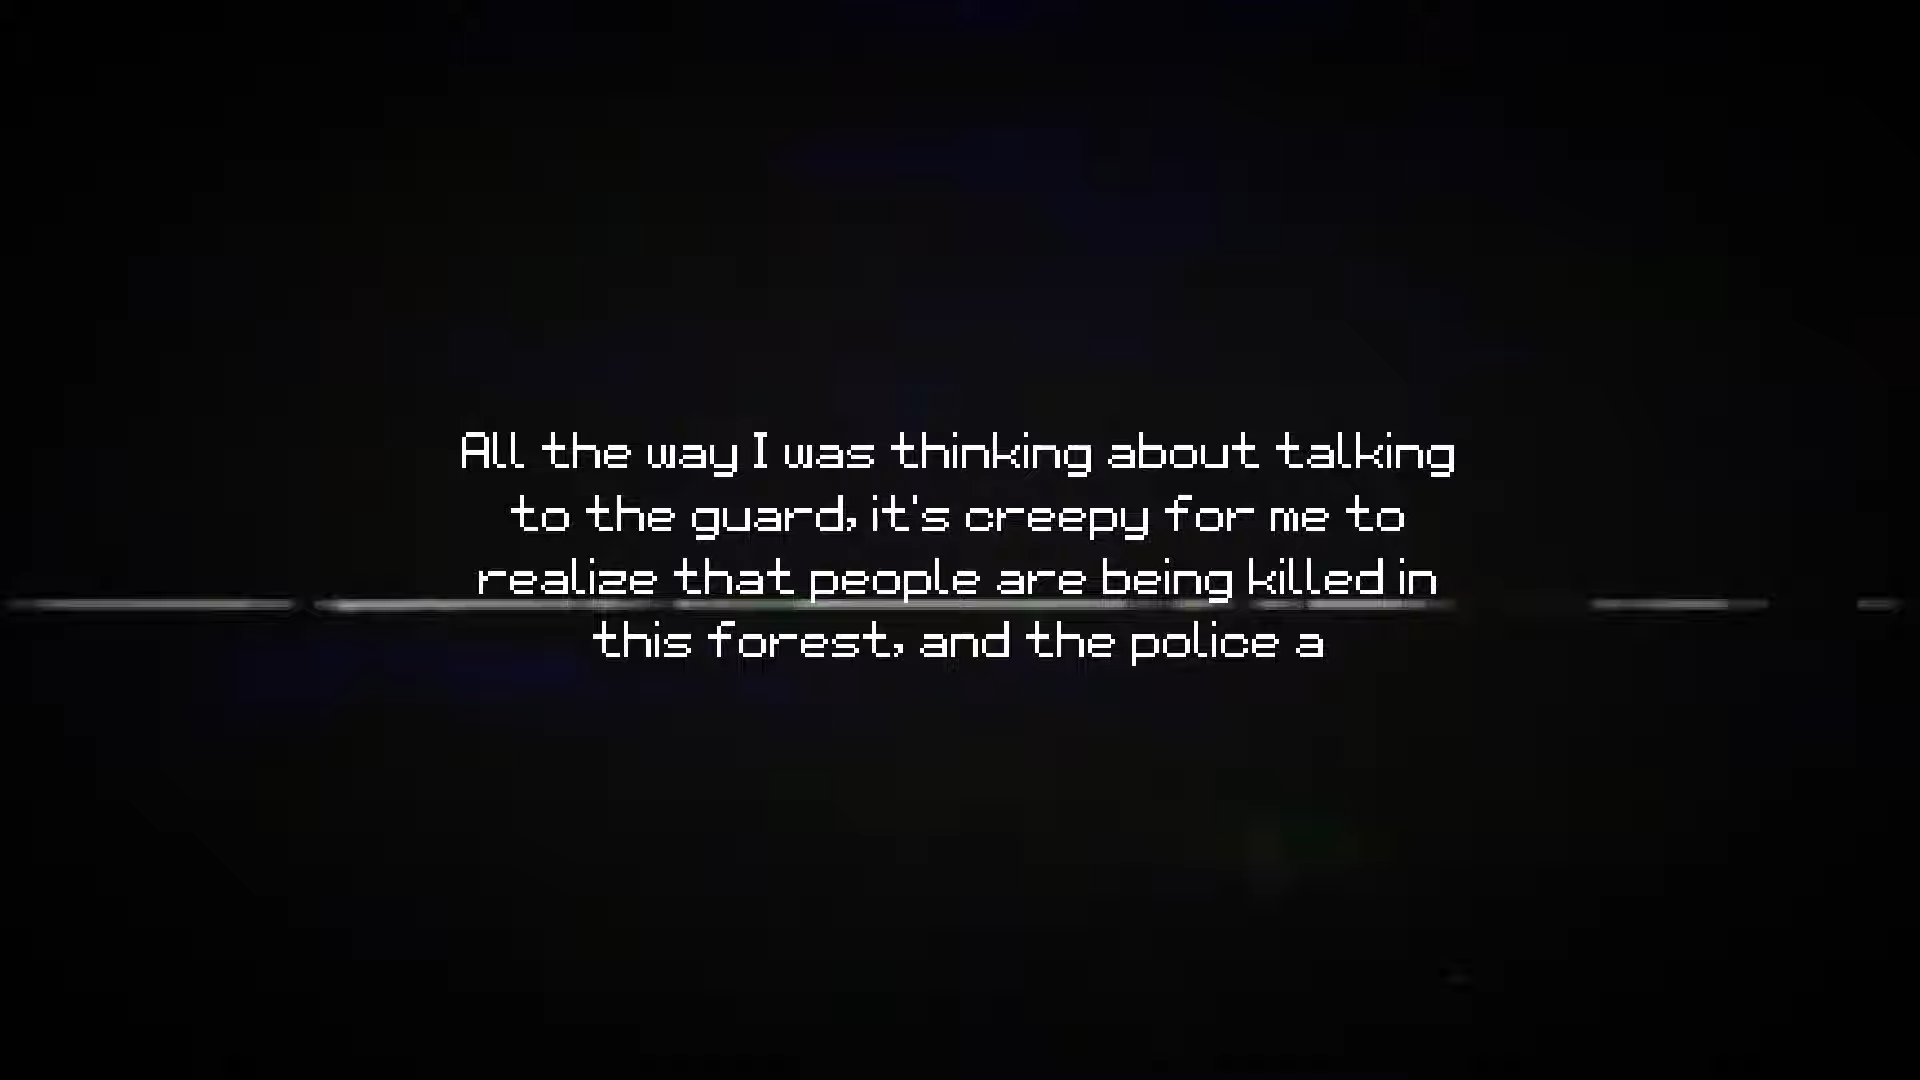 All the way I was thinking about talking
to the guard, it's creepy for me to
realize that people are being killed in
this forest, and the police a